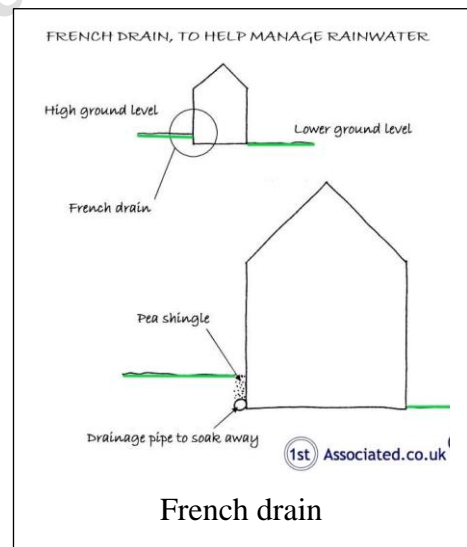 FRENCH DRAIN, TO HELP MANAGE RAINWATER
High ground level
Lower ground level
French drain
Pea shingle
Drainage pipe to soak away
1st Associated.co.uk
French drain